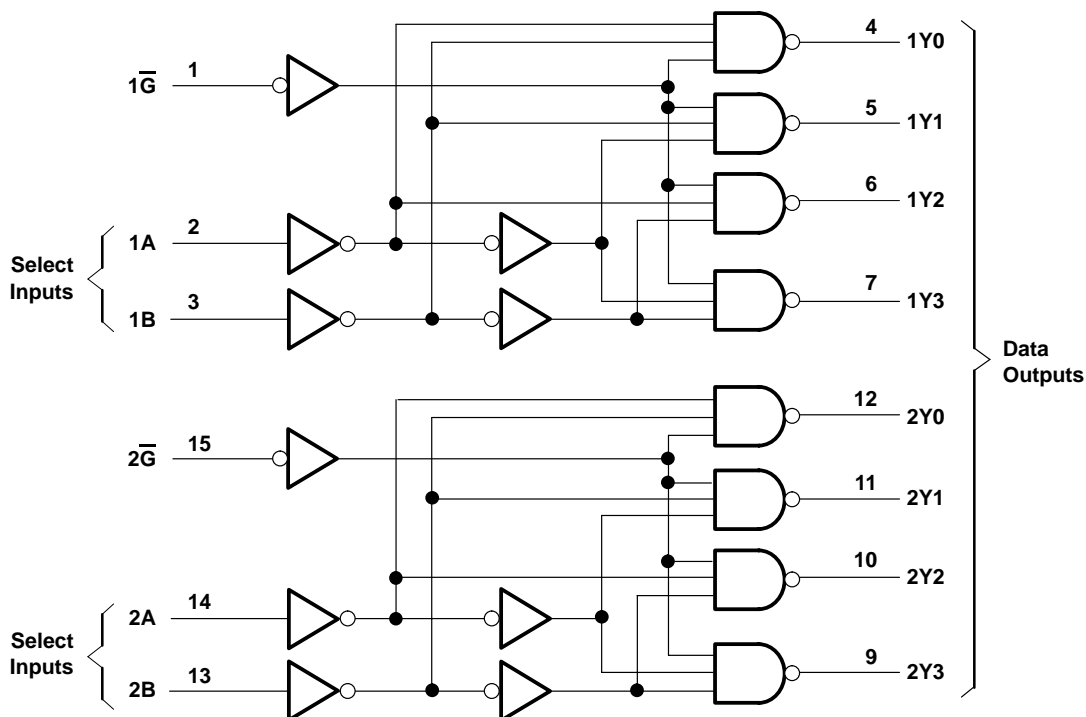 4
1Y0
1
1G̅
5
1Y1
6
1Y2
2
1A
Select
Inputs
3
1B
7
1Y3
Data
Outputs
12
2Y0
15
2G̅
11
2Y1
10
2Y2
14
2A
Select
Inputs
13
2B
9
2Y3